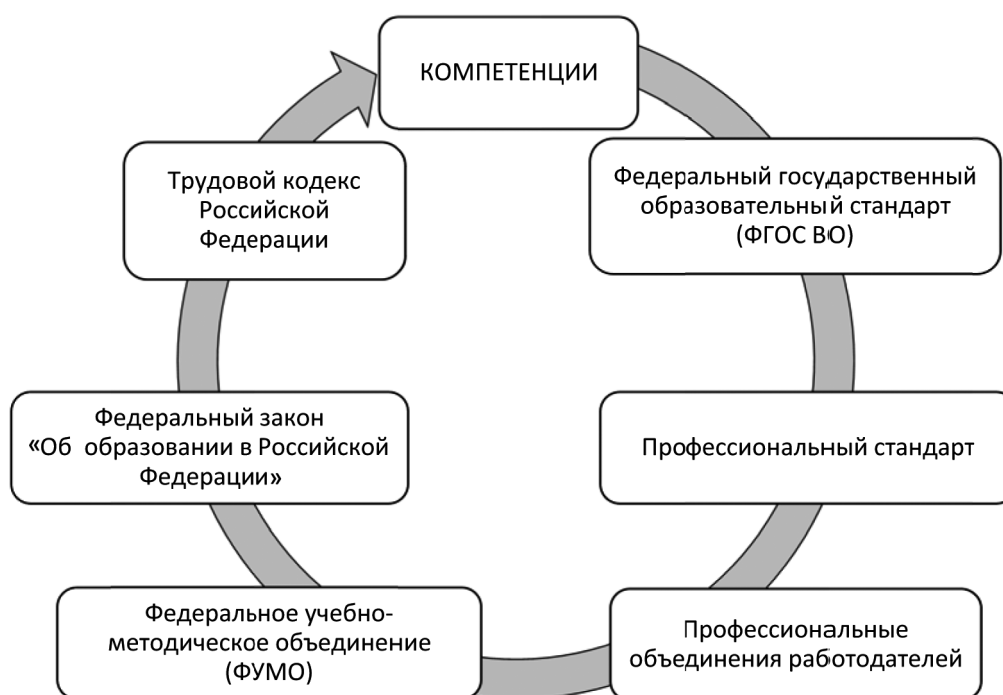 КОМПЕТЕНЦИИ
Федеральный государственный
образовательный стандарт
(ФГОС ВО)
Профессиональный стандарт
Профессиональные
объединения работодателей
Федеральное учебно-
методическое объединение
(ФУМО)
Федеральный закон
«Об образовании в Российской
Федерации»
Трудовой кодекс
Российской
Федерации